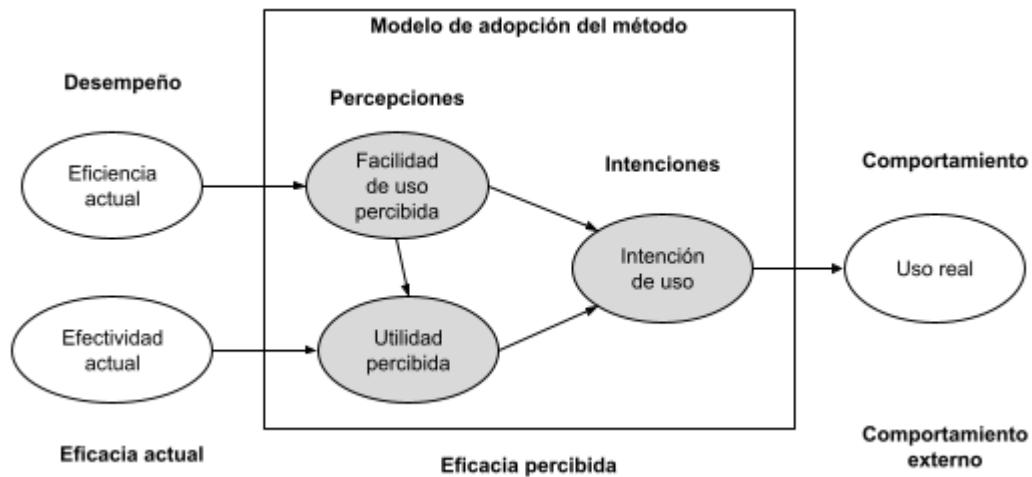 Modelo de adopción del método
Desempeño
Percepciones
Eficiencia
actual
Facilidad
de uso
percibida
Intenciones
Comportamiento
Intención
de uso
Uso real
Efectividad
actual
Utilidad
percibida
Eficacia actual
Eficacia percibida
Comportamiento
externo